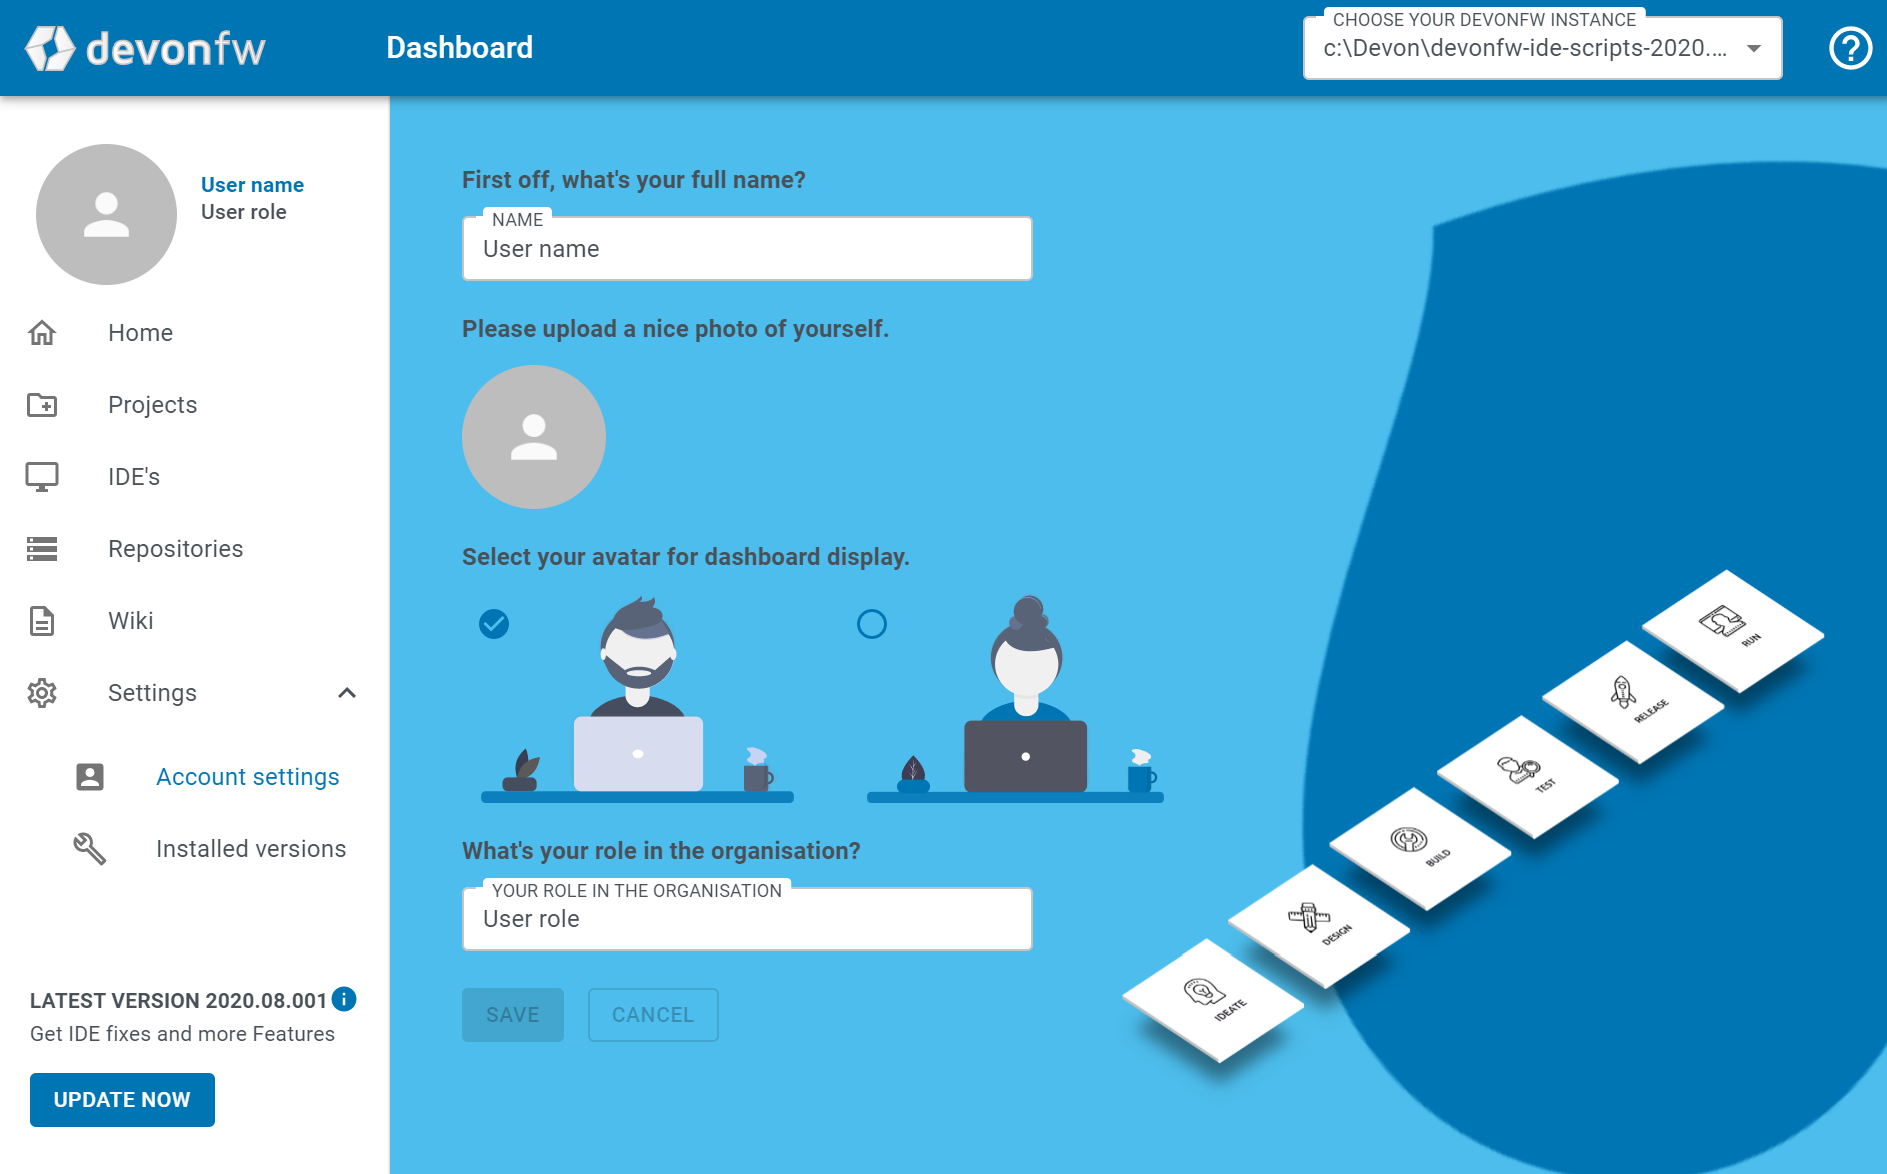 devonfw
Dashboard
CHOOSE YOUR DEVONFW INSTANCE
c:\Devon\devonfw-ide-scripts-2020....
User name
User role
Home
Projects
IDE's
Repositories
Wiki
Settings
Account settings
Installed versions
LATEST VERSION 2020.08.001
Get IDE fixes and more Features
UPDATE NOW
First off, what's your full name?
NAME
User name
Please upload a nice photo of yourself.
Select your avatar for dashboard display.
What's your role in the organisation?
YOUR ROLE IN THE ORGANISATION
User role
SAVE
CANCEL
RUN
RELEASE
TEST
BUILD
DESIGN
IDEATE